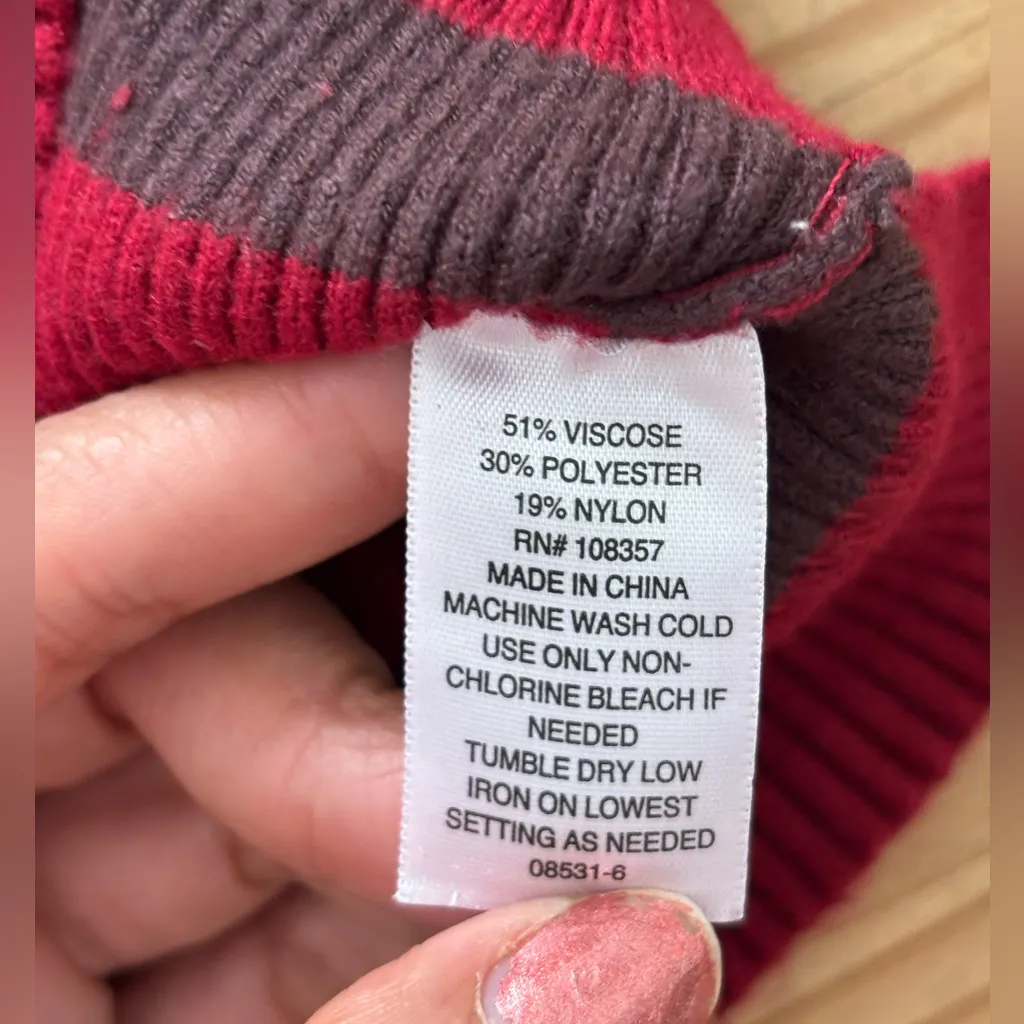 51% VISCOSE
30% POLYESTER
19% NYLON
RN# 108357
MADE IN CHINA
MACHINE WASH COLD
USE ONLY NON-
CHLORINE BLEACH IF
NEEDED
TUMBLE DRY LOW
IRON ON LOWEST
SETTING AS NEEDED
08531-6